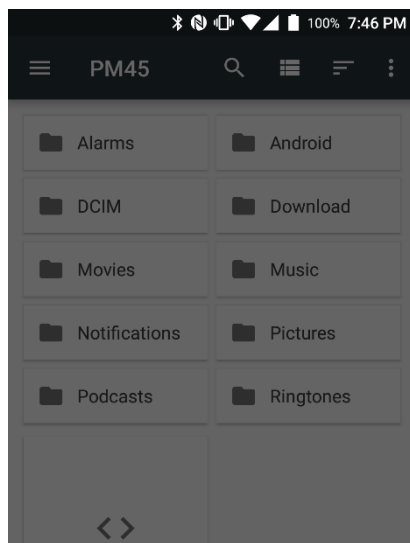 100% 7:46 PM
PM45
Alarms Android
DCIM Download
Movies Music
Notifications Pictures
Podcasts Ringtones